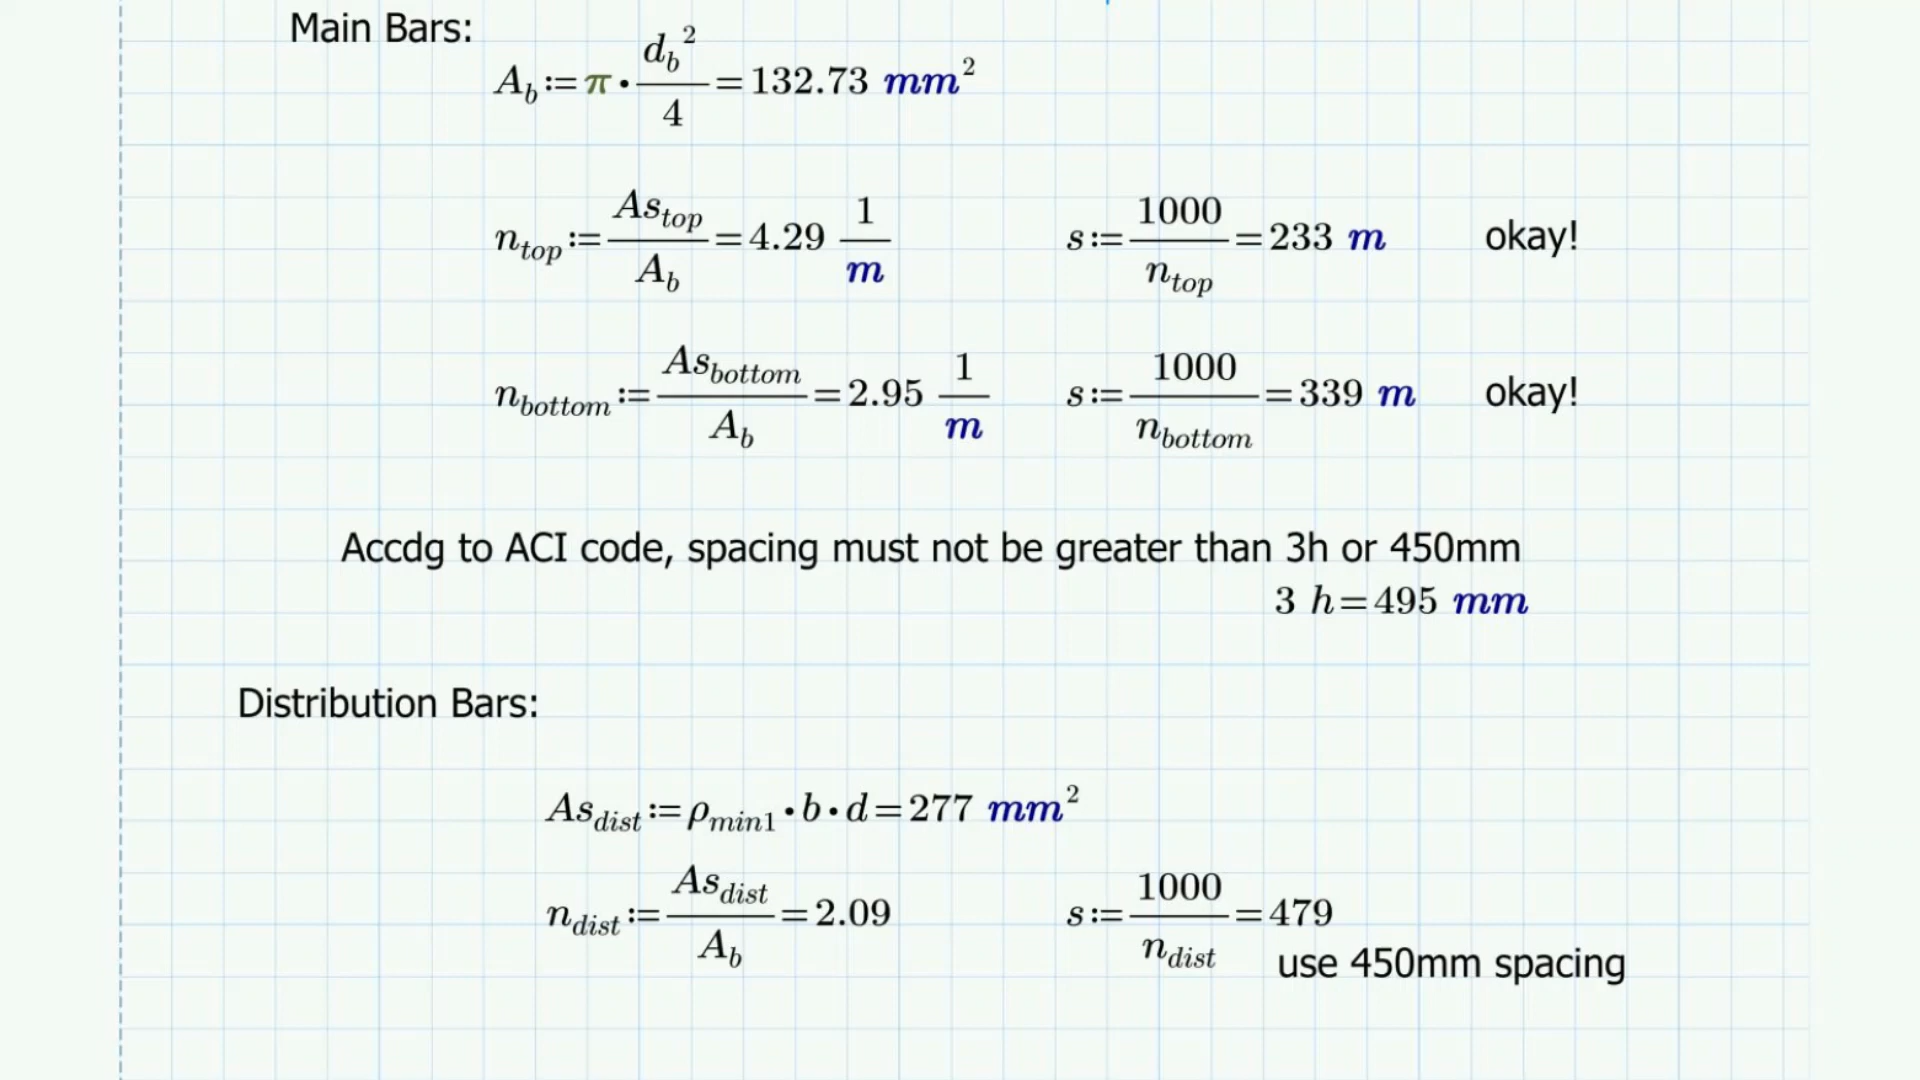 Main Bars:
A_b := π • d_b^2 / 4 = 132.73 mm^2
n_top := As_top / A_b = 4.29 1/m    s := 1000 / n_top = 233 m    okay!
n_bottom := As_bottom / A_b = 2.95 1/m    s := 1000 / n_bottom = 339 m    okay!
Accdg to ACI code, spacing must not be greater than 3h or 450mm
3 h = 495 mm
Distribution Bars:
As_dist := ρ_min1 • b • d = 277 mm^2
n_dist := As_dist / A_b = 2.09    s := 1000 / n_dist = 479
use 450mm spacing